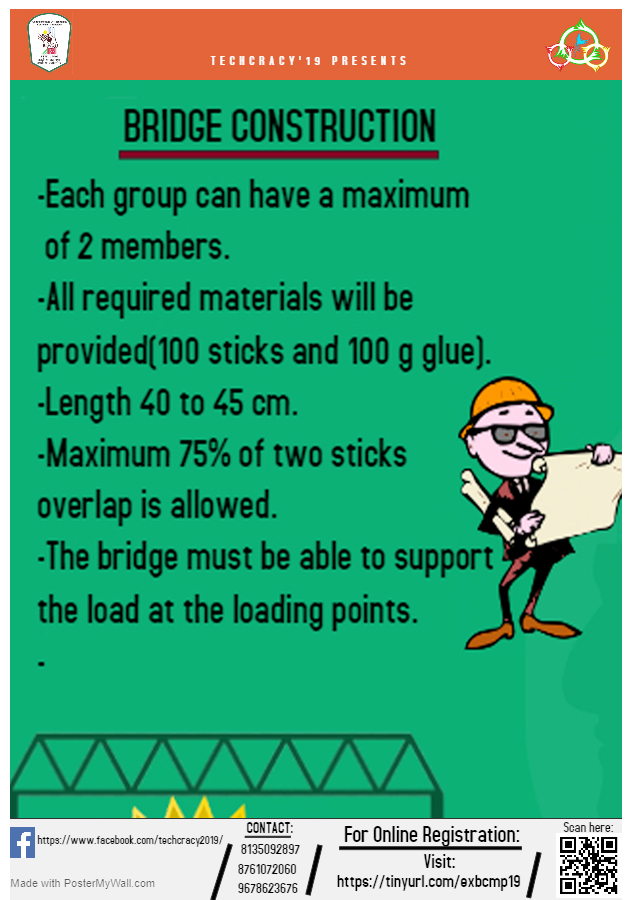 TECHCRACY'19 PRESENTS
BRIDGE CONSTRUCTION
-Each group can have a maximum
of 2 members.
-All required materials will be
provided(100 sticks and 100 g glue).
-Length 40 to 45 cm.
-Maximum 75% of two sticks
overlap is allowed.
-The bridge must be able to support
the load at the loading points.
-
https://www.facebook.com/techcracy2019/
Made with PosterMyWall.com
CONTACT:
8135092897
8761072060
9678623676
For Online Registration:
Visit:
https://tinyurl.com/exbcmp19
Scan here: